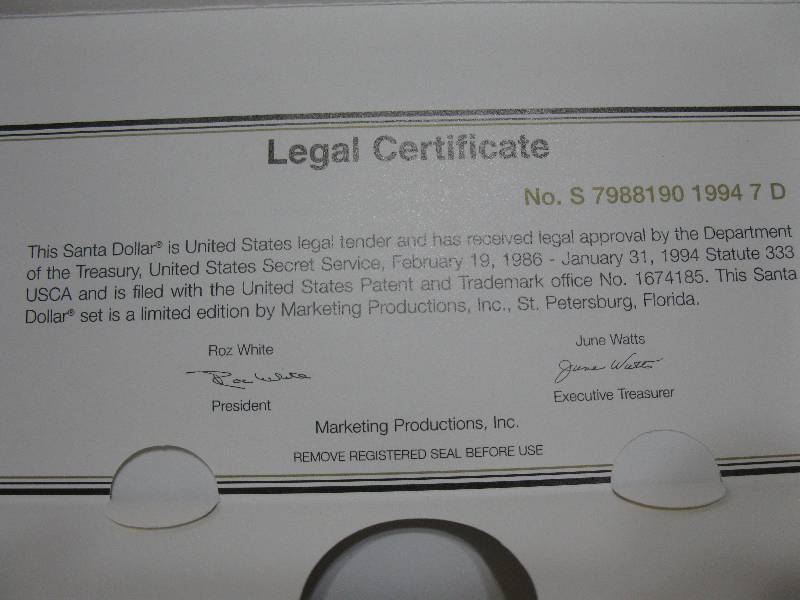 Legal Certificate
No. S 7988190 1994 7 D
This Santa Dollar® is United States legal tender and has received legal approval by the Department
of the Treasury, United States Secret Service, February 19, 1986 - January 31, 1994 Statute 333
USCA and is filed with the United States Patent and Trademark office No. 1674185. This Santa
Dollar® set is a limited edition by Marketing Productions, Inc., St. Petersburg, Florida.
Roz White
June Watts
Roz White
June Watts
President
Executive Treasurer
Marketing Productions, Inc.
REMOVE REGISTERED SEAL BEFORE USE